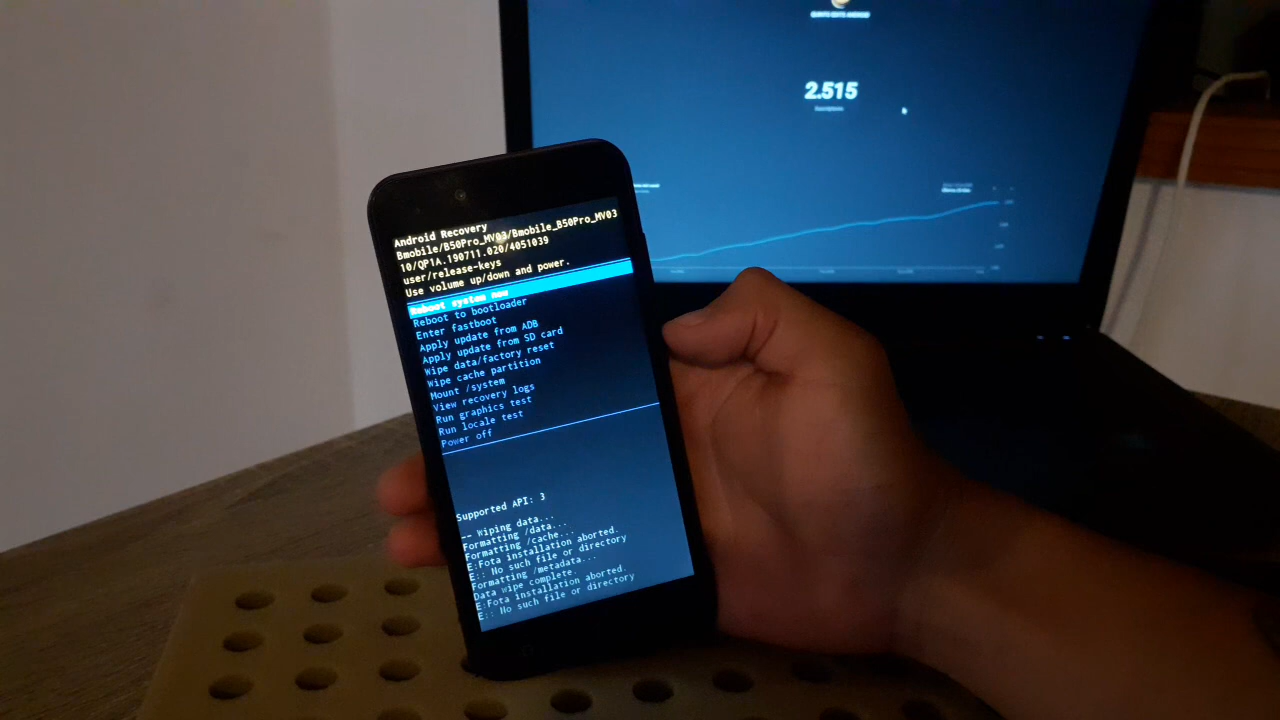 2.515
Android Recovery
Bmobile/B50Pro_MV03/Bmobile_B50Pro_MV03
10/QP1A.190711.020/4051039
user/release-keys
Use volume up/down and power.
Reboot system now
Reboot to bootloader
Enter fastboot
Apply update from ADB
Apply update from SD card
Wipe data/factory reset
Wipe cache partition
Mount /system
View recovery logs
Run graphics test
Run locale test
Power off
Supported API: 3
-- Wiping data...
Formatting /data...
Formatting /cache...
E:Fota installation aborted.
E:: No such file or directory
Formatting /metadata...
Data wipe complete.
E:Fota installation aborted.
E:: No such file or directory